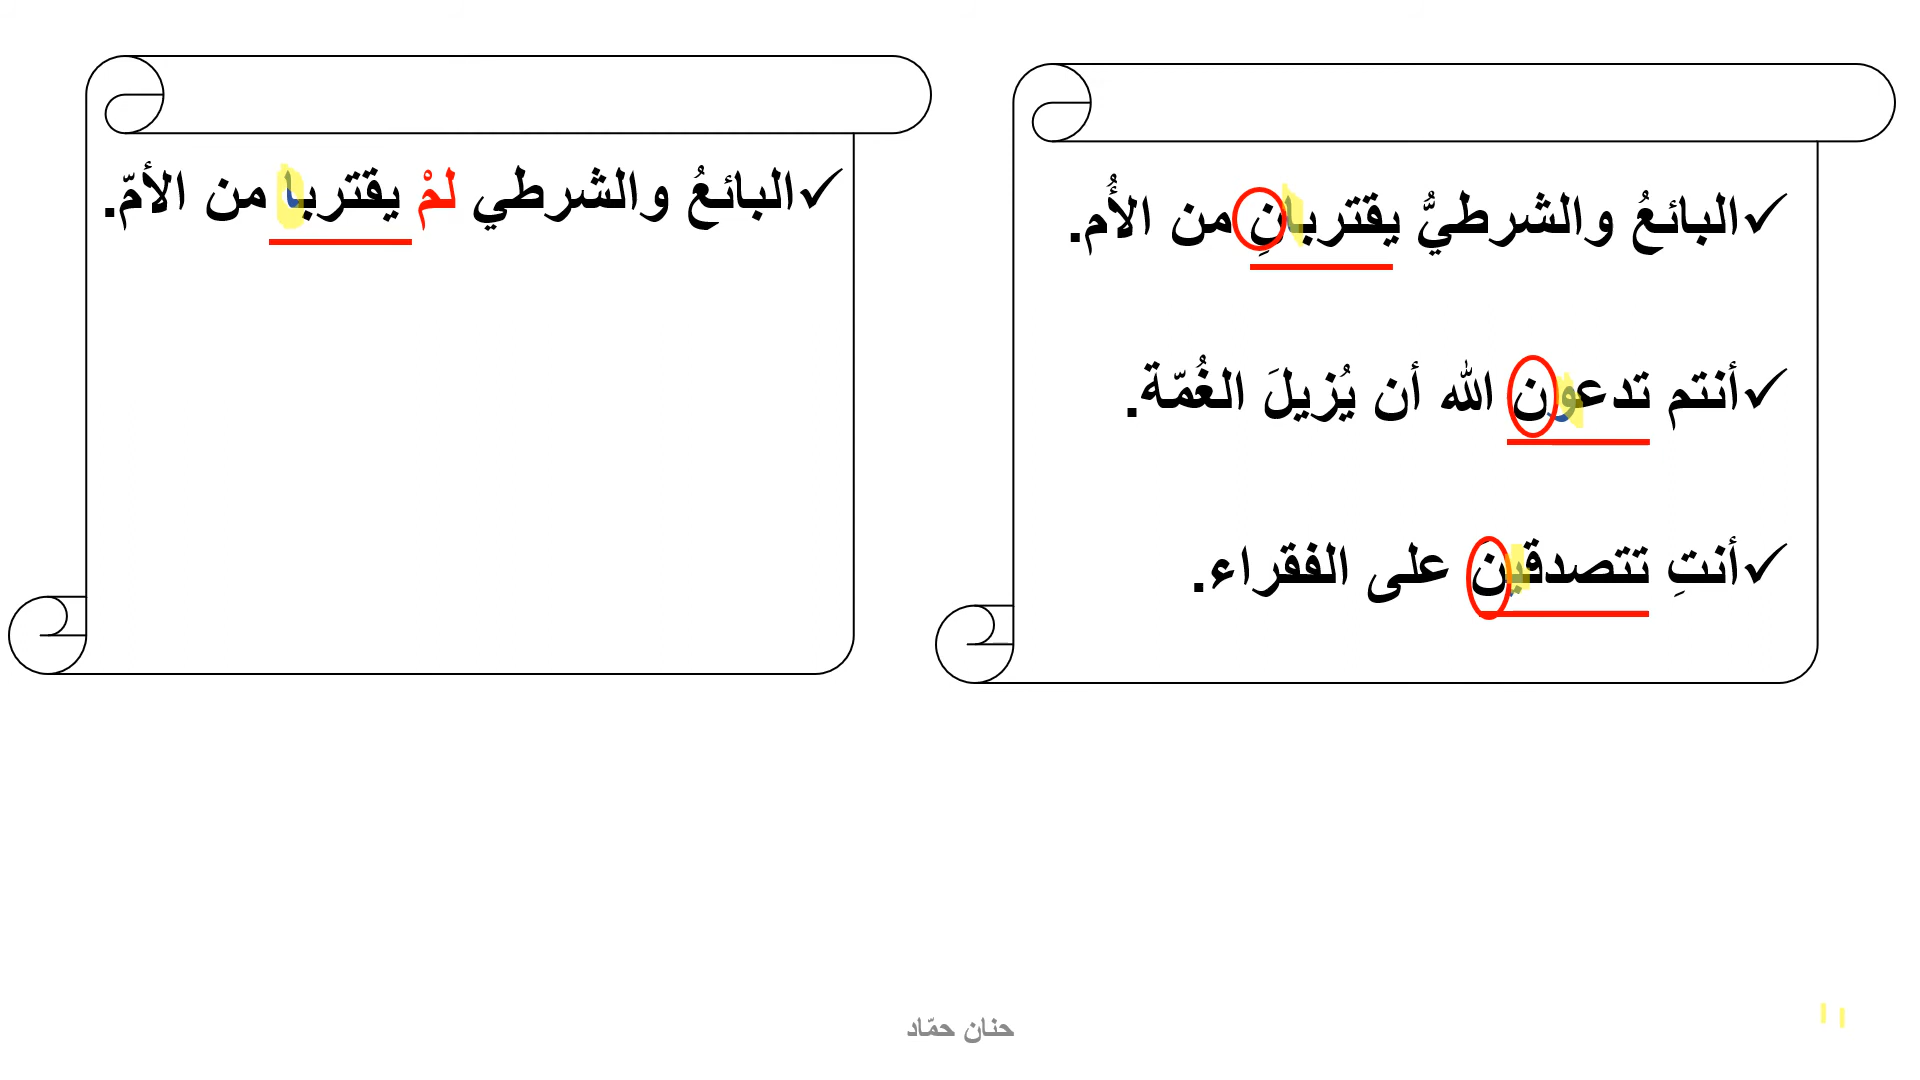 البائعُ والشرطيُّ يقتربانِ من الأُم.
أنتم تدعون الله أن يُزيلَ الغُمّة.
أنتِ تتصدقين على الفقراء.
البائعُ والشرطي لمْ يقتربا من الأمّ.
حنان حمّاد
١١